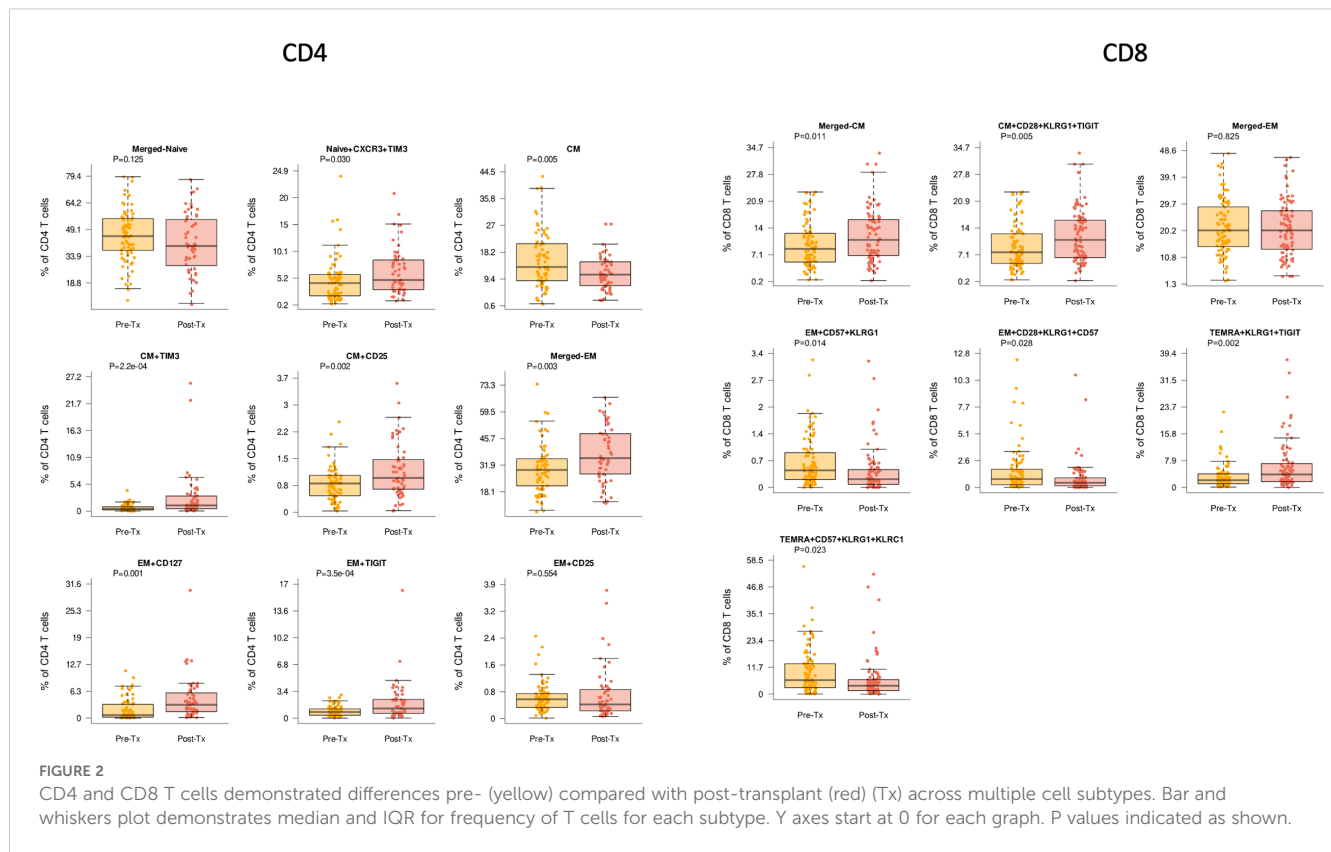 CD4
CD8
Merged-Naive
P=0.125
% of CD4 T cells
79.4
64.2
49.1
33.9
18.8
Pre-Tx
Post-Tx
Naive+CXCR3+TIM3
P=0.030
% of CD4 T cells
24.9
20
15
10.1
5.2
0.2
Pre-Tx
Post-Tx
CM
P=0.005
% of CD4 T cells
44.5
35.7
27
18.2
9.4
0.6
Pre-Tx
Post-Tx
CM+TIM3
P=2.2e-04
% of CD4 T cells
27.2
21.7
16.3
10.9
5.4
0
Pre-Tx
Post-Tx
CM+CD25
P=0.002
% of CD4 T cells
3.7
3
2.2
1.5
0.8
0
Pre-Tx
Post-Tx
Merged-EM
P=0.003
% of CD4 T cells
73.3
59.5
45.7
31.9
18.1
Pre-Tx
Post-Tx
EM+CD127
P=0.001
% of CD4 T cells
31.6
25.3
19
12.7
6.3
0
Pre-Tx
Post-Tx
EM+TIGIT
P=3.5e-04
% of CD4 T cells
17
13.6
10.2
6.8
3.4
0
Pre-Tx
Post-Tx
EM+CD25
P=0.554
% of CD4 T cells
3.9
3.2
2.4
1.6
0.8
0
Pre-Tx
Post-Tx
Merged-CM
P=0.011
% of CD8 T cells
34.7
27.8
20.9
14
7.1
0.2
Pre-Tx
Post-Tx
CM+CD28+KLRG1+TIGIT
P=0.005
% of CD8 T cells
34.7
27.8
20.9
14
7.1
0.2
Pre-Tx
Post-Tx
Merged-EM
P=0.825
% of CD8 T cells
48.6
39.2
29.7
20.2
10.8
1.3
Pre-Tx
Post-Tx
EM+CD57+KLRG1
P=0.014
% of CD8 T cells
3.4
2.7
2
1.4
0.7
0
Pre-Tx
Post-Tx
EM+CD28+KLRG1+CD57
P=0.028
% of CD8 T cells
12.8
10.3
7.7
5.1
2.6
0
Pre-Tx
Post-Tx
TEMRA+KLRG1+TIGIT
P=0.002
% of CD8 T cells
39.4
31.5
23.7
15.8
7.9
0
Pre-Tx
Post-Tx
TEMRA+CD57+KLRG1+KLRC1
P=0.023
% of CD8 T cells
58.5
46.8
35.1
23.4
11.7
0
Pre-Tx
Post-Tx
FIGURE 2
CD4 and CD8 T cells demonstrated differences pre- (yellow) compared with post-transplant (red) (Tx) across multiple cell subtypes. Bar and
whiskers plot demonstrates median and IQR for frequency of T cells for each subtype. Y axes start at 0 for each graph. P values indicated as shown.